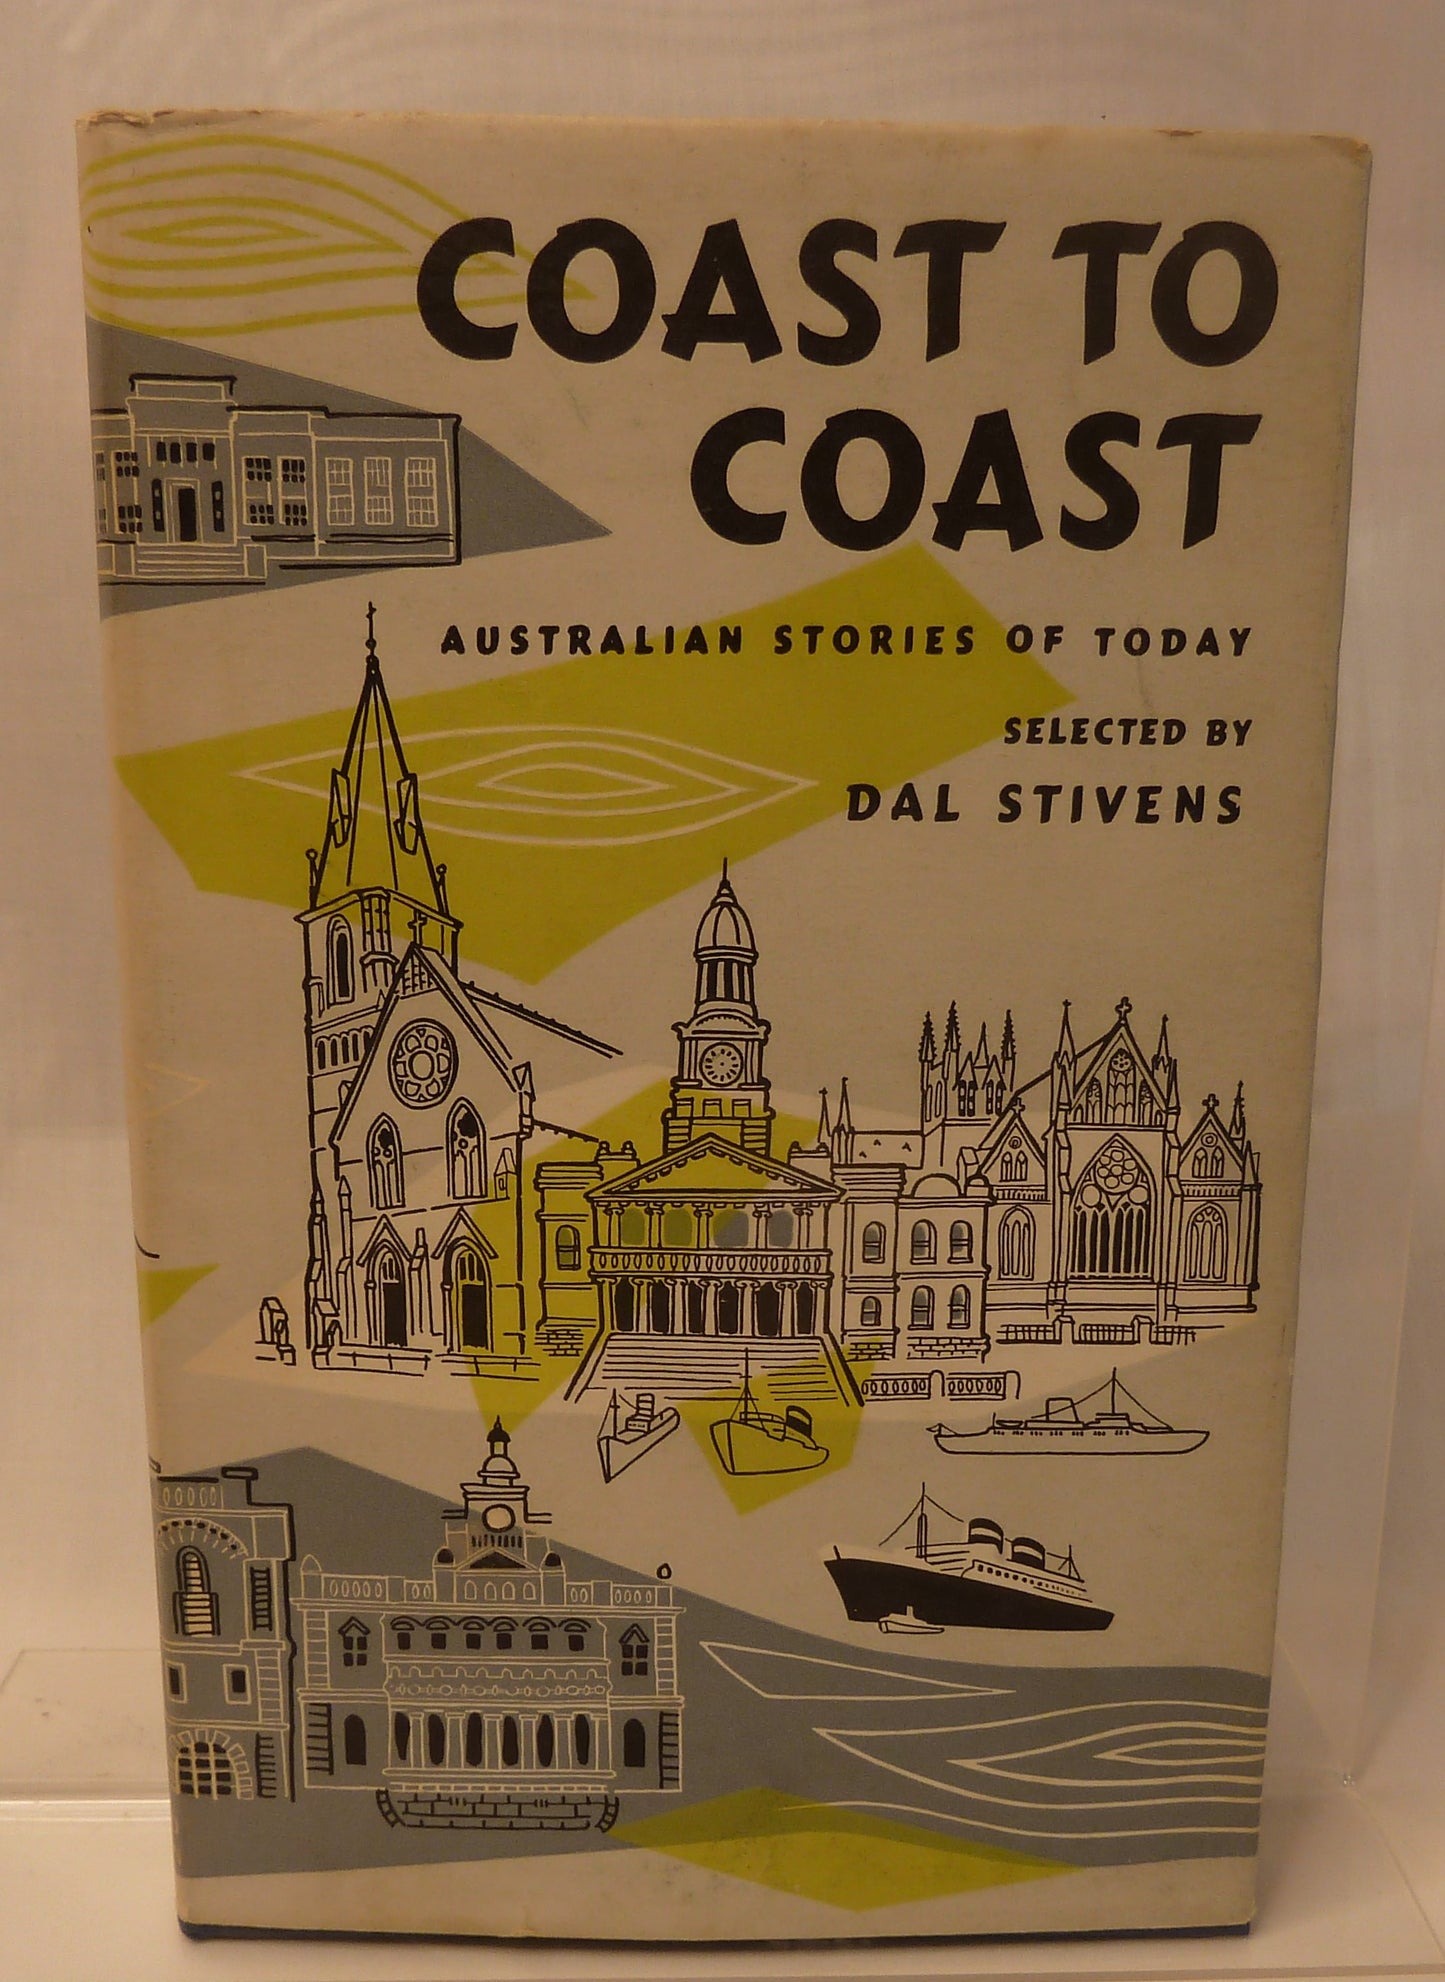 COAST TO
COAST
AUSTRALIAN STORIES OF TODAY
SELECTED BY
DAL STIVENS